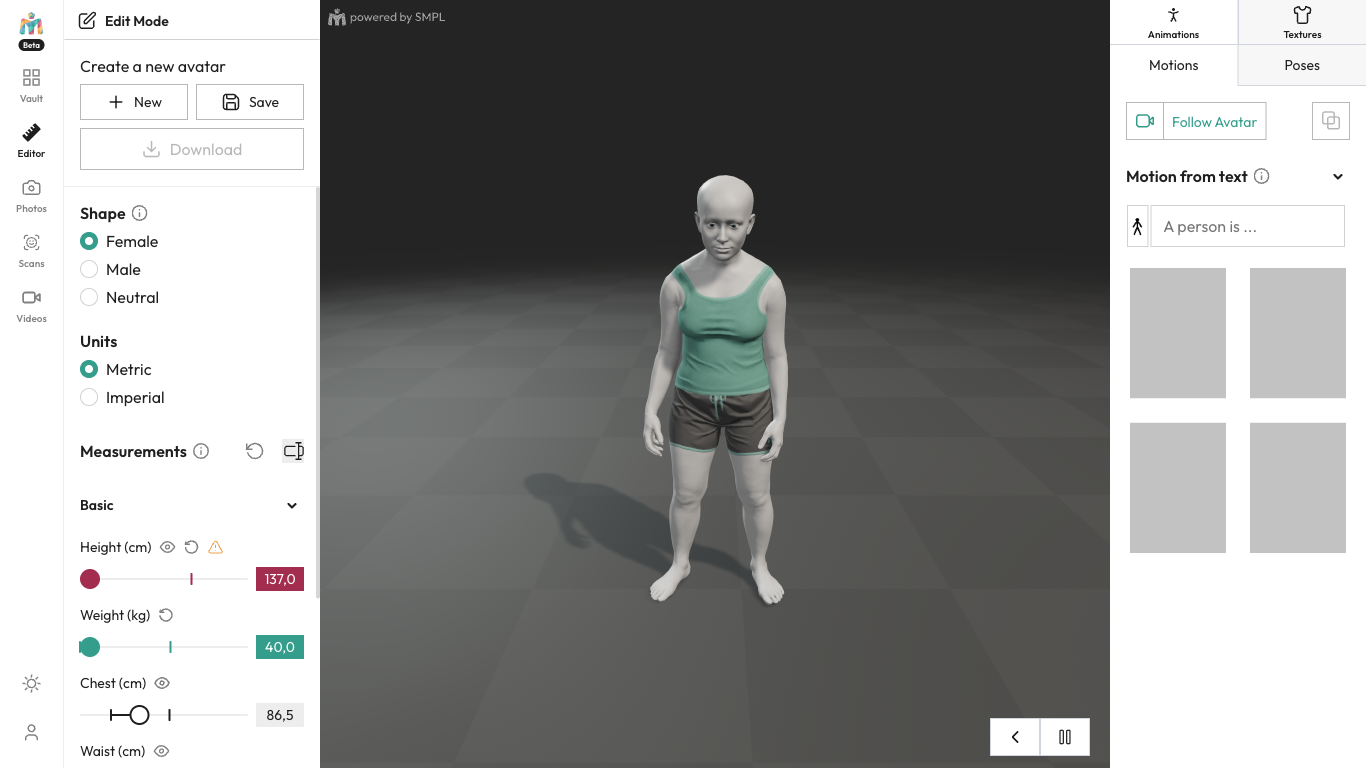 Beta
Vault
Editor
Photos
Scans
Videos
Edit Mode
Create a new avatar
New
Save
Download
Shape
Female
Male
Neutral
Units
Metric
Imperial
Measurements
Basic
Height (cm)
137,0
Weight (kg)
40,0
Chest (cm)
86,5
Waist (cm)
powered by SMPL
Animations
Textures
Motions
Poses
Follow Avatar
Motion from text
A person is ...